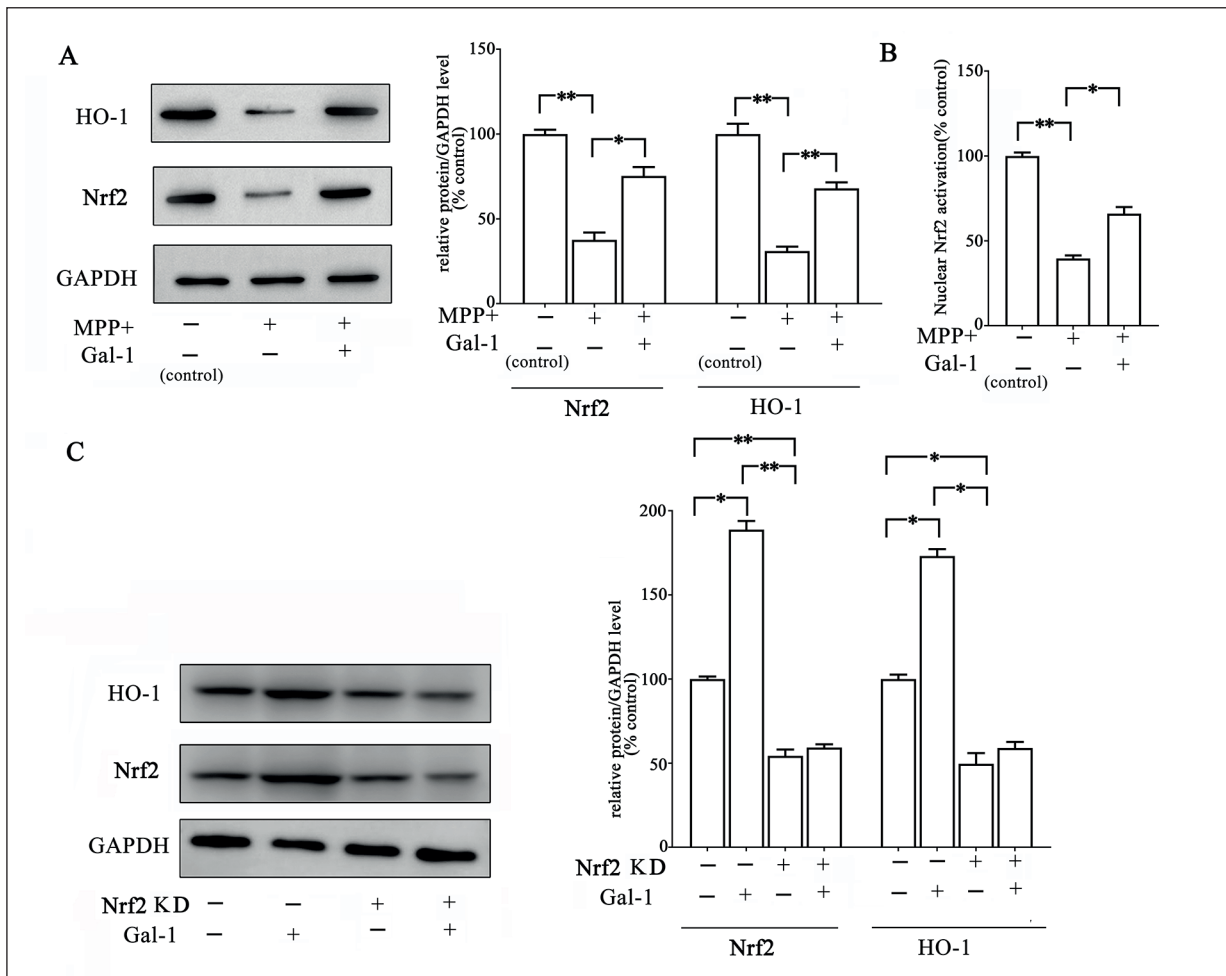 A
HO-1
Nrf2
GAPDH
MPP+ − + +
Gal-1 − − +
(control)
relative protein/GAPDH level
(% control)
150
100
50
0
** * ** **
MPP+ − + + − + +
Gal-1 − − + − − +
(control) (control)
Nrf2 HO-1
B
Nuclear Nrf2 activation(% control)
150
100
50
0
** *
MPP+ − + +
Gal-1 − − +
(control)
C
HO-1
Nrf2
GAPDH
Nrf2 KD − − + +
Gal-1 − + − +
relative protein/GAPDH level
(% control)
200
150
100
50
0
**
**
*
*
*
*
Nrf2 KD − − + + − − + +
Gal-1 − + − + − + − +
Nrf2 HO-1